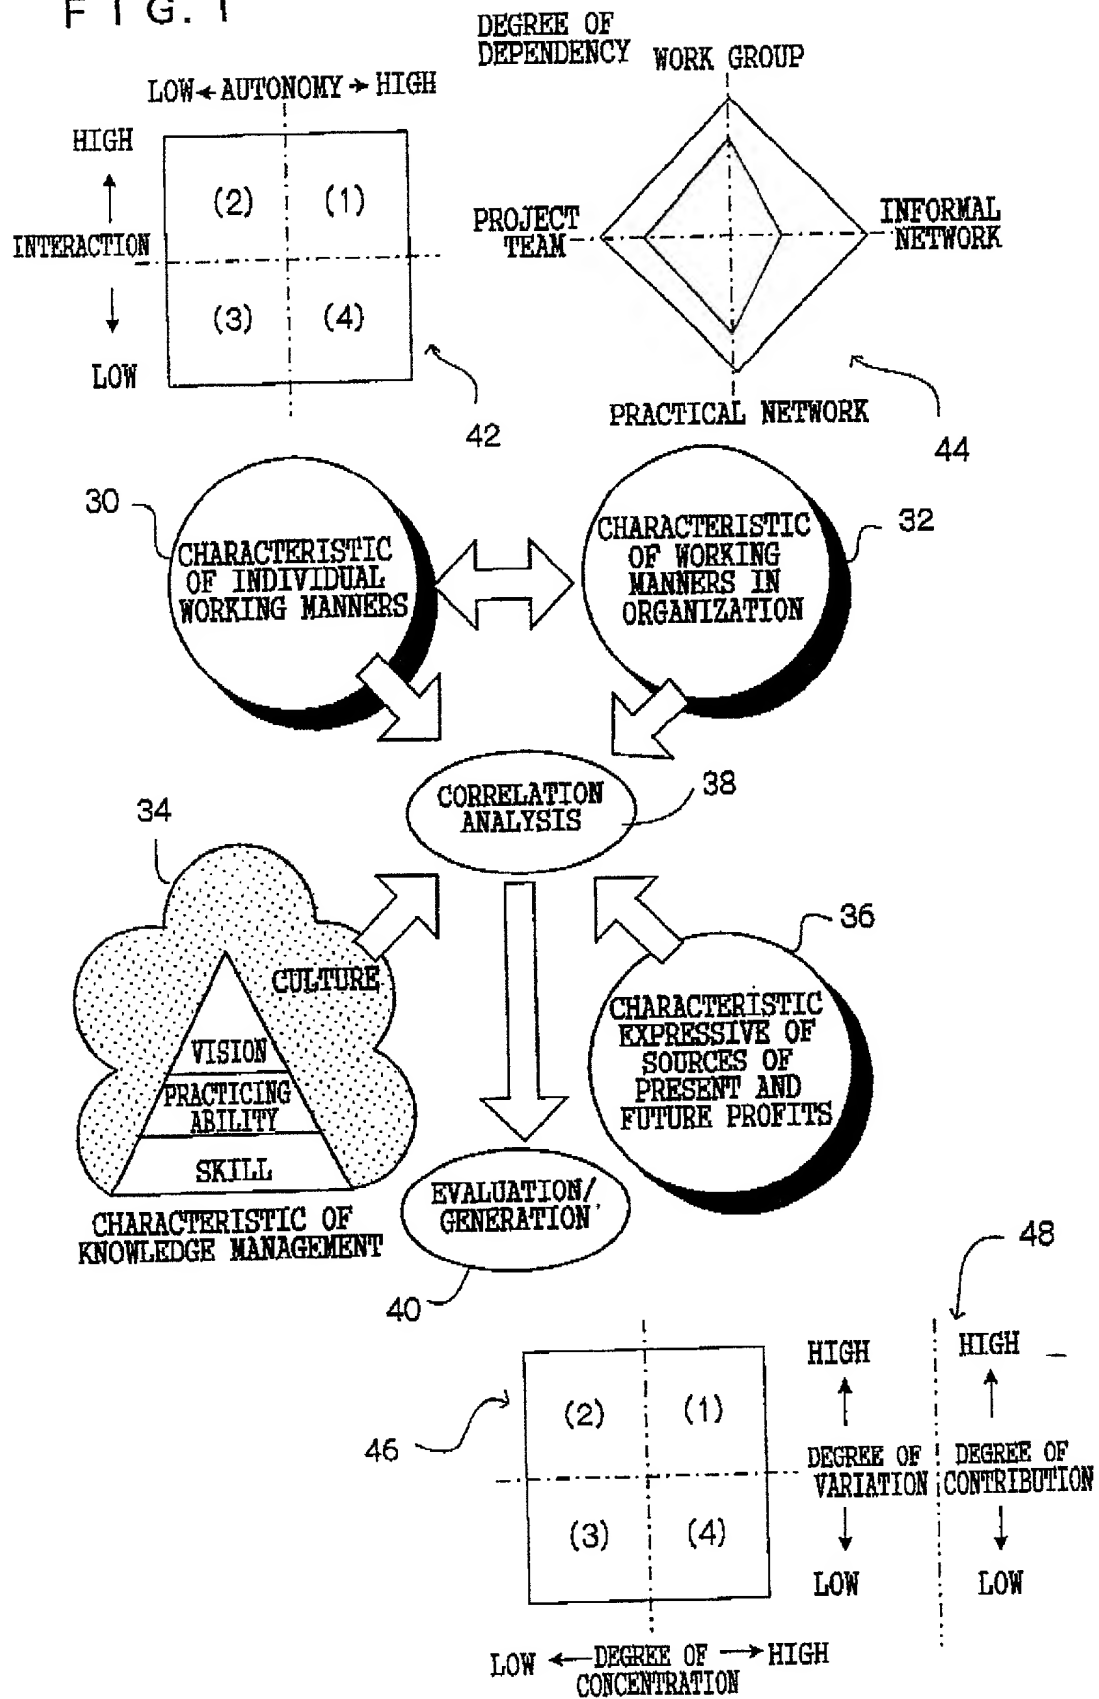 FIG. 1
DEGREE OF
DEPENDENCY
WORK GROUP
LOW ← AUTONOMY → HIGH
HIGH
(2)
(1)
INTERACTION
(3)
(4)
LOW
42
PROJECT
TEAM
INFORMAL
NETWORK
PRACTICAL NETWORK
44
30
CHARACTERISTIC
OF INDIVIDUAL
WORKING MANNERS
32
CHARACTERISTIC
OF WORKING
MANNERS IN
ORGANIZATION
CORRELATION
ANALYSIS
38
34
CULTURE
VISION
PRACTICING
ABILITY
SKILL
CHARACTERISTIC OF
KNOWLEDGE MANAGEMENT
36
CHARACTERISTIC
EXPRESSIVE OF
SOURCES OF
PRESENT AND
FUTURE PROFITS
EVALUATION/
GENERATION
40
48
46
(2)
(1)
(3)
(4)
HIGH
DEGREE OF
VARIATION
LOW
HIGH
DEGREE OF
CONTRIBUTION
LOW
LOW ← DEGREE OF → HIGH
CONCENTRATION